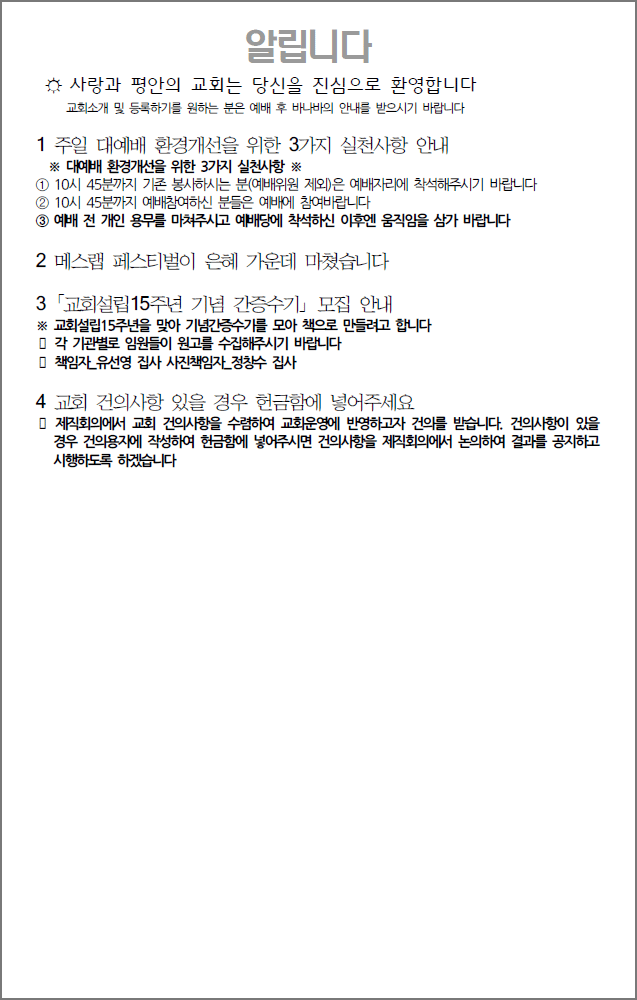 알립니다
☼ 사랑과 평안의 교회는 당신을 진심으로 환영합니다
교회소개 및 등록하기를 원하는 분은 예배 후 바나바의 안내를 받으시기 바랍니다
1 주일 대예배 환경개선을 위한 3가지 실천사항 안내
※ 대예배 환경개선을 위한 3가지 실천사항 ※
① 10시 45분까지 기존 봉사하시는 분(예배위원 제외)은 예배자리에 착석해주시기 바랍니다
② 10시 45분까지 예배참여하신 분들은 예배에 참여바랍니다
③ 예배 전 개인 용무를 마쳐주시고 예배당에 착석하신 이후엔 움직임을 삼가 바랍니다
2 메스랩 페스티벌이 은혜 가운데 마쳤습니다
3 「교회설립15주년 기념 간증수기」 모집 안내
※ 교회설립15주년을 맞아 기념간증수기를 모아 책으로 만들려고 합니다
▯ 각 기관별로 임원들이 원고를 수집해주시기 바랍니다
▯ 책임자_유선영 집사 사진책임자_정창수 집사
4 교회 건의사항 있을 경우 헌금함에 넣어주세요
▯ 제직회의에서 교회 건의사항을 수렴하여 교회운영에 반영하고자 건의를 받습니다. 건의사항이 있을
경우 건의용지에 작성하여 헌금함에 넣어주시면 건의사항을 제직회의에서 논의하여 결과를 공지하고
시행하도록 하겠습니다